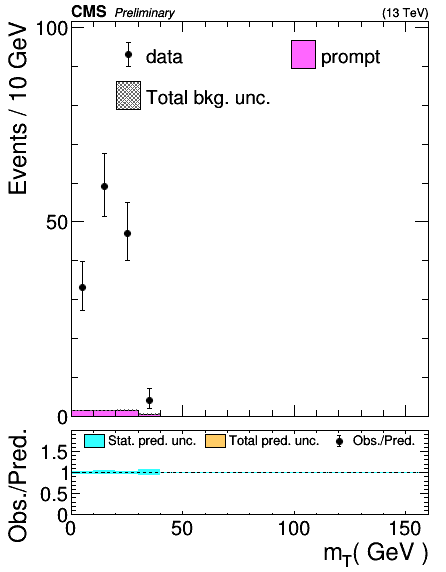 CMS Preliminary (13 TeV)
Events / 10 GeV
100
50
0
data
prompt
Total bkg. unc.
Obs./Pred.
1.5
1
0.5
0
Stat. pred. unc. Total pred. unc. Obs./Pred.
0 50 100 150
m_T( GeV )